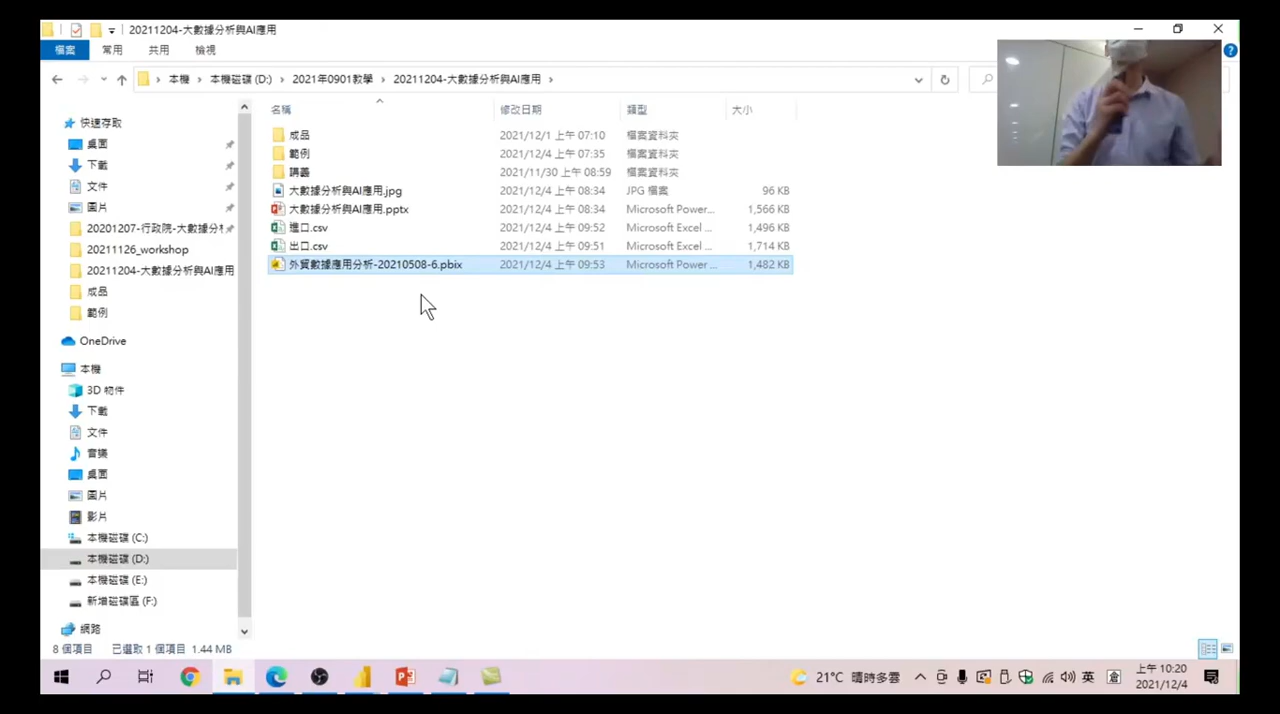 20211204-大數據分析與AI應用
檔案 常用 共用 檢視
本機 本機磁碟 (D:) 2021年0901教學 20211204-大數據分析與AI應用
名稱 修改日期 類型 大小
成品 2021/12/1 上午 07:10 檔案資料夾
範例 2021/12/4 上午 07:35 檔案資料夾
講義 2021/11/30 上午 08:59 檔案資料夾
大數據分析與AI應用.jpg 2021/12/4 上午 08:34 JPG 檔案 96 KB
大數據分析與AI應用.pptx 2021/12/4 上午 08:34 Microsoft Power... 1,566 KB
進口.csv 2021/12/4 上午 09:52 Microsoft Excel ... 1,496 KB
出口.csv 2021/12/4 上午 09:51 Microsoft Excel ... 1,714 KB
外貿數據應用分析-20210508-6.pbix 2021/12/4 上午 09:53 Microsoft Power ... 1,482 KB
快速存取
桌面
下載
文件
圖片
20201207-行政院-大數據分
20211126_workshop
20211204-大數據分析與AI應用
成品
範例
OneDrive
本機
3D 物件
下載
文件
音樂
桌面
圖片
影片
本機磁碟 (C:)
本機磁碟 (D:)
本機磁碟 (E:)
新增磁碟區 (F:)
網路
8 個項目 已選取 1 個項目 1.44 MB
21°C 晴時多雲 英 倉 上午 10:20
2021/12/4